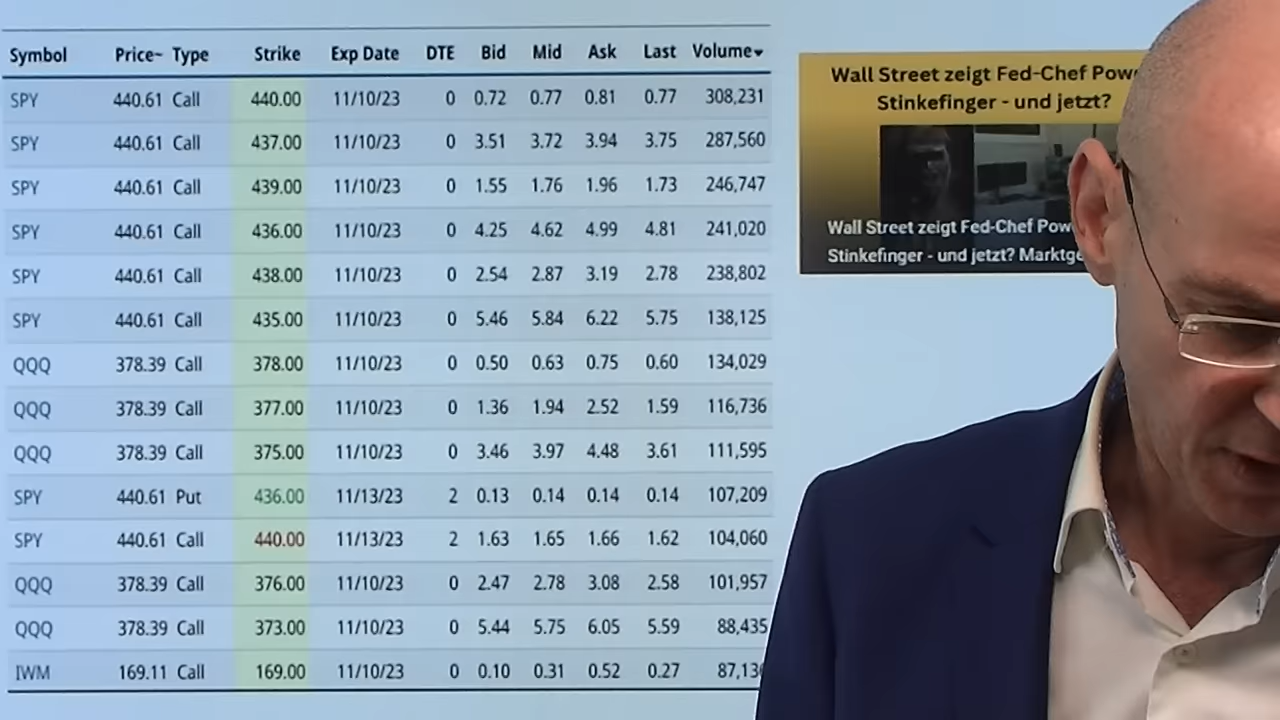 Symbol Price~ Type Strike Exp Date DTE Bid Mid Ask Last Volume
SPY 440.61 Call 440.00 11/10/23 0 0.72 0.77 0.81 0.77 308,231
SPY 440.61 Call 437.00 11/10/23 0 3.51 3.72 3.94 3.75 287,560
SPY 440.61 Call 439.00 11/10/23 0 1.55 1.76 1.96 1.73 246,747
SPY 440.61 Call 436.00 11/10/23 0 4.25 4.62 4.99 4.81 241,020
SPY 440.61 Call 438.00 11/10/23 0 2.54 2.87 3.19 2.78 238,802
SPY 440.61 Call 435.00 11/10/23 0 5.46 5.84 6.22 5.75 138,125
QQQ 378.39 Call 378.00 11/10/23 0 0.50 0.63 0.75 0.60 134,029
QQQ 378.39 Call 377.00 11/10/23 0 1.36 1.94 2.52 1.59 116,736
QQQ 378.39 Call 375.00 11/10/23 0 3.46 3.97 4.48 3.61 111,595
SPY 440.61 Put 436.00 11/13/23 2 0.13 0.14 0.14 0.14 107,209
SPY 440.61 Call 440.00 11/13/23 2 1.63 1.65 1.66 1.62 104,060
QQQ 378.39 Call 376.00 11/10/23 0 2.47 2.78 3.08 2.58 101,957
QQQ 378.39 Call 373.00 11/10/23 0 5.44 5.75 6.05 5.59 88,435
IWM 169.11 Call 169.00 11/10/23 0 0.10 0.31 0.52 0.27
Wall Street zeigt Fed-Chef
Stinkefinger - und jetzt?
Wall Street zeigt Fed-Chef
Stinkefinger - und jetzt?